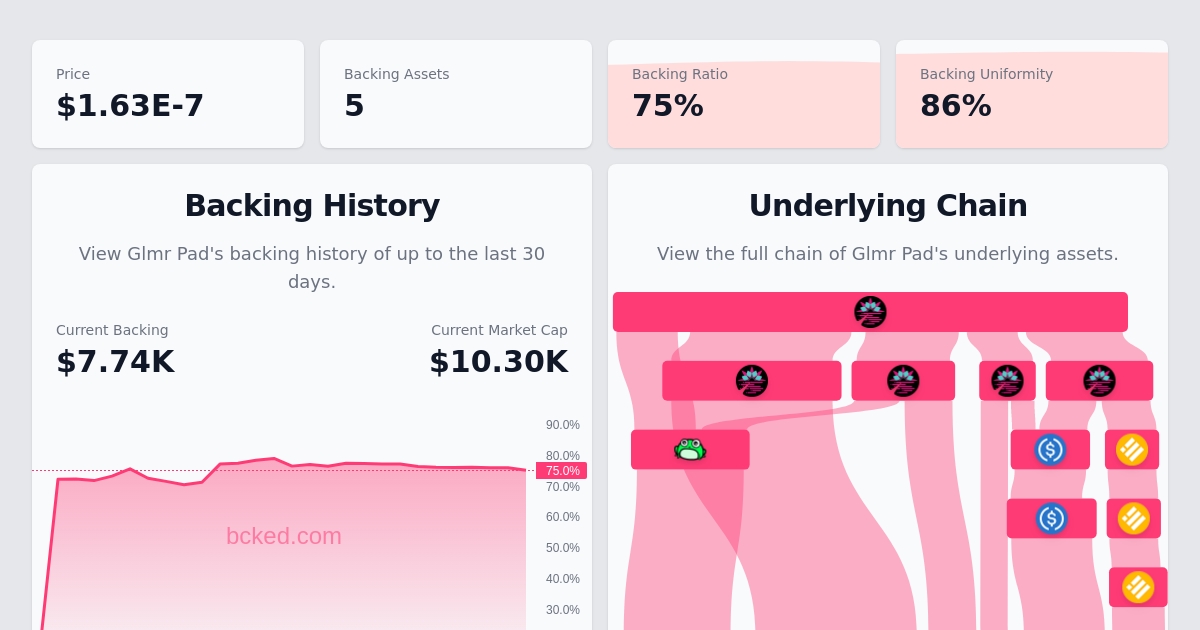 Price
$1.63E-7
Backing Assets
5
Backing Ratio
75%
Backing Uniformity
86%
Backing History
View Glmr Pad's backing history of up to the last 30
days.
Current Backing
$7.74K
Current Market Cap
$10.30K
90.0%
80.0%
75.0%
70.0%
60.0%
50.0%
40.0%
30.0%
bcked.com
Underlying Chain
View the full chain of Glmr Pad's underlying assets.